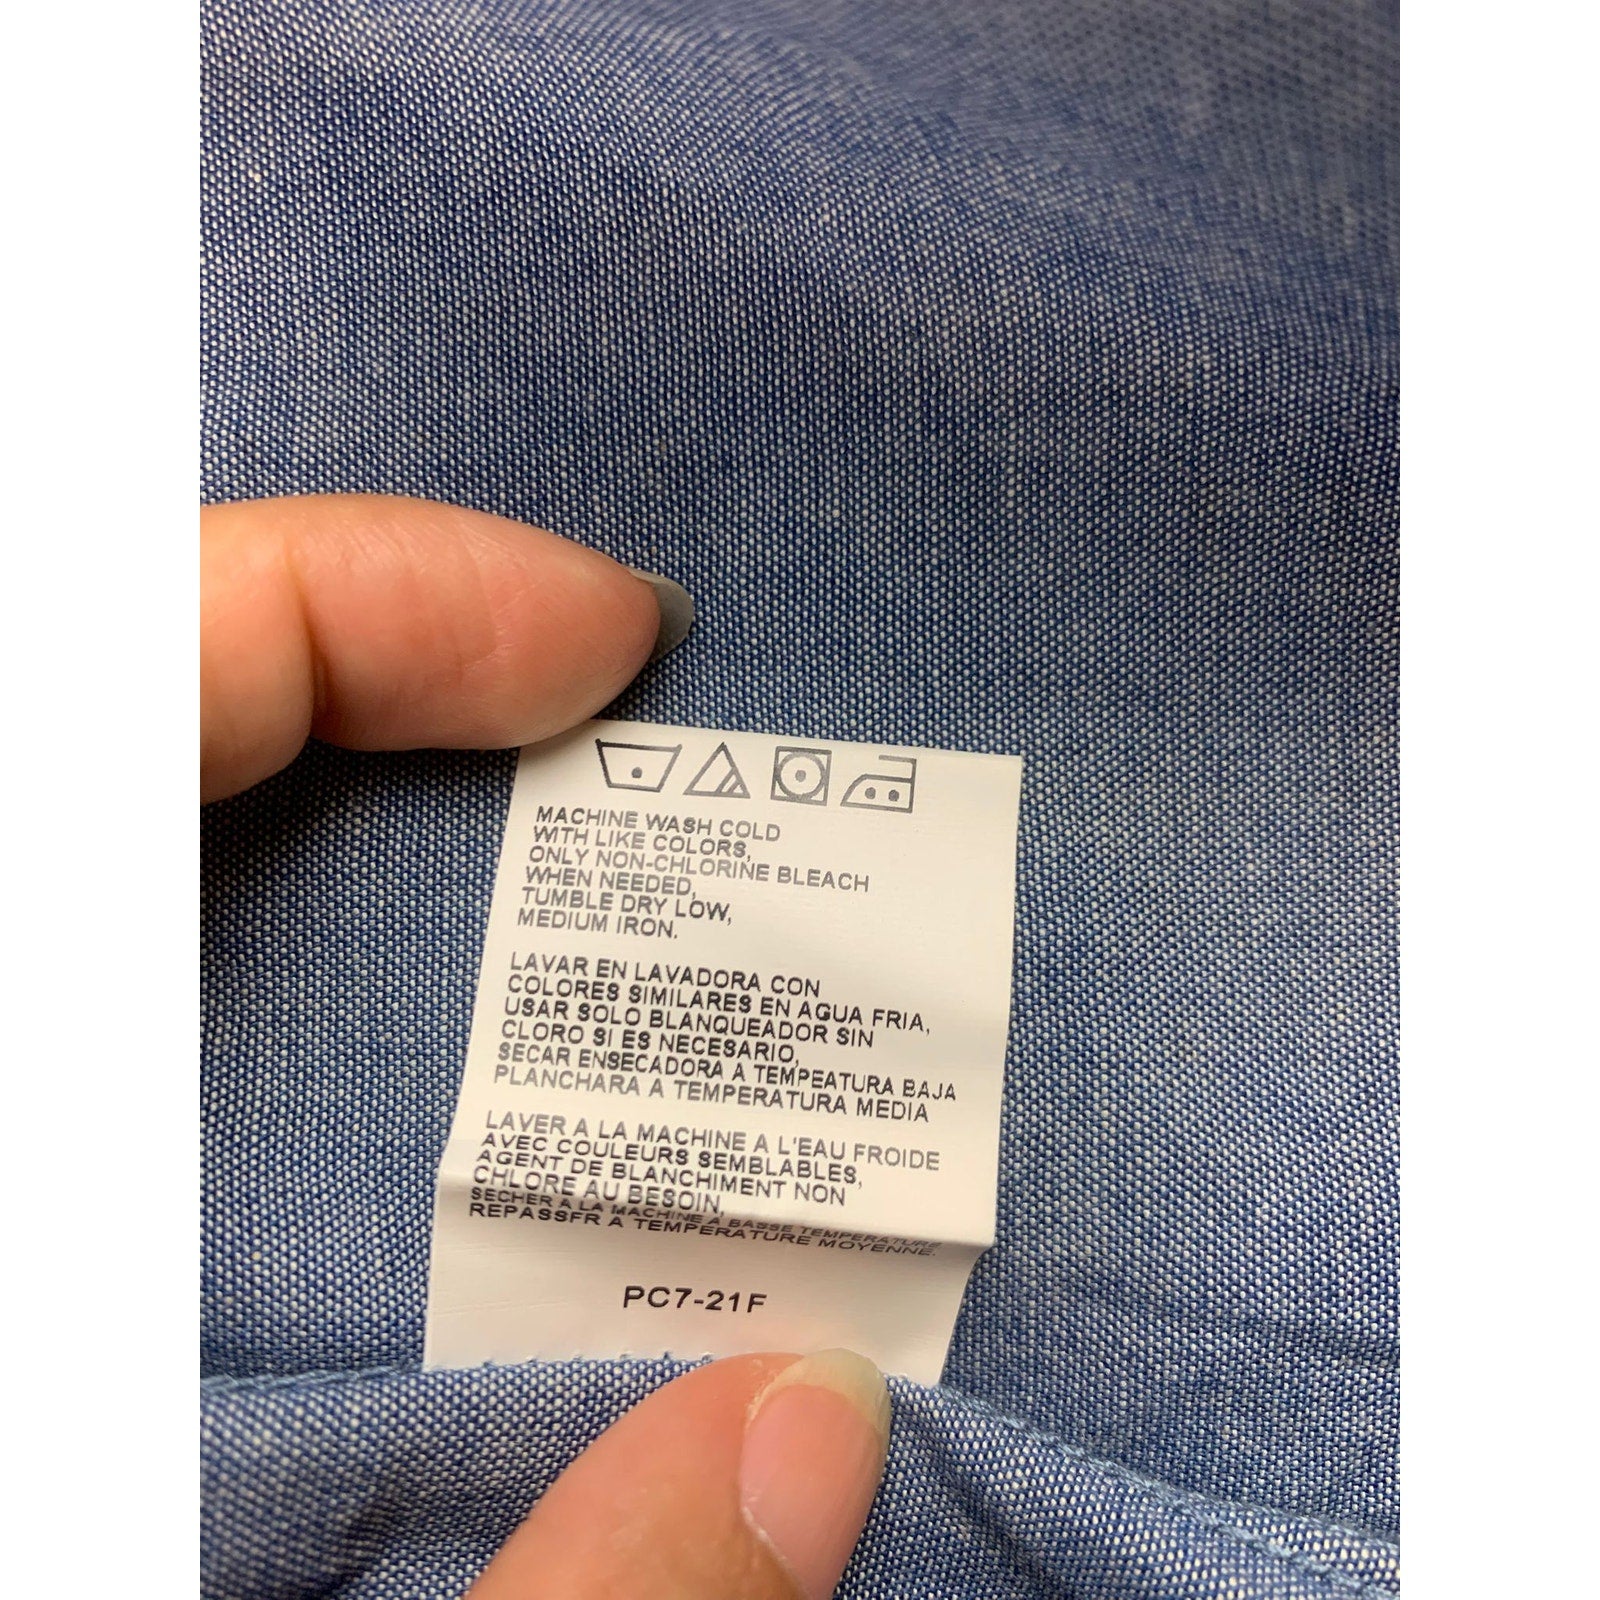 MACHINE WASH COLD
WITH LIKE COLORS,
ONLY NON-CHLORINE BLEACH
WHEN NEEDED,
TUMBLE DRY LOW,
MEDIUM IRON.
LAVAR EN LAVADORA CON
COLORES SIMILARES EN AGUA FRIA,
USAR SOLO BLANQUEADOR SIN
CLORO SI ES NECESARIO,
SECAR ENSECADORA A TEMPEATURA BAJA
PLANCHARA A TEMPERATURA MEDIA
LAVER A LA MACHINE A L'EAU FROIDE
AVEC COULEURS SEMBLABLES,
AGENT DE BLANCHIMENT NON
CHLORE AU BESOIN,
SECHER A LA MACHINE A BASSE TEMPERATURE
REPASSER A TEMPERATURE MOYENNE.
PC7-21F